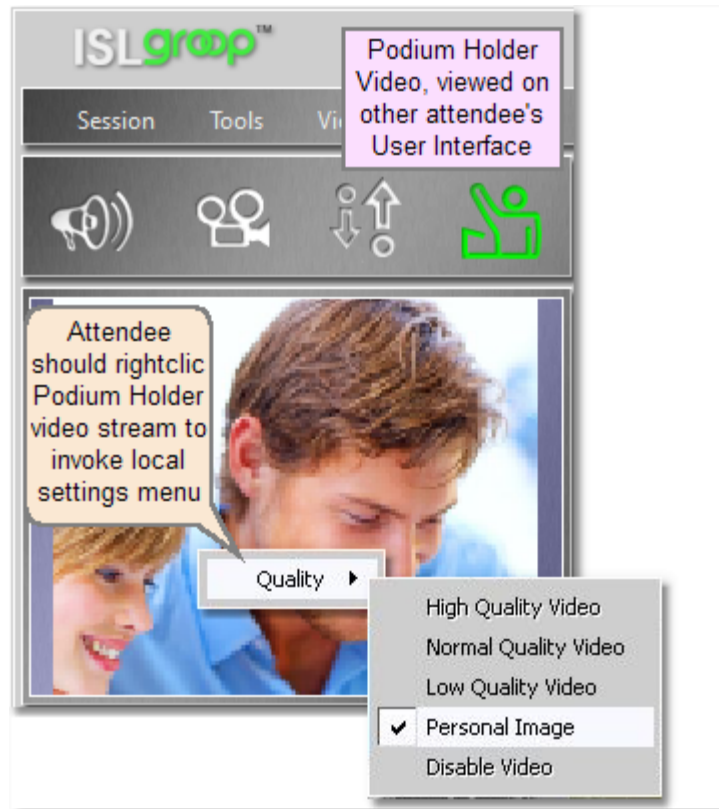 ISLgroop™
Podium Holder
Video, viewed on
other attendee's
User Interface
Session Tools Vi
Attendee
should rightclic
Podium Holder
video stream to
invoke local
settings menu
Quality
High Quality Video
Normal Quality Video
Low Quality Video
Personal Image
Disable Video